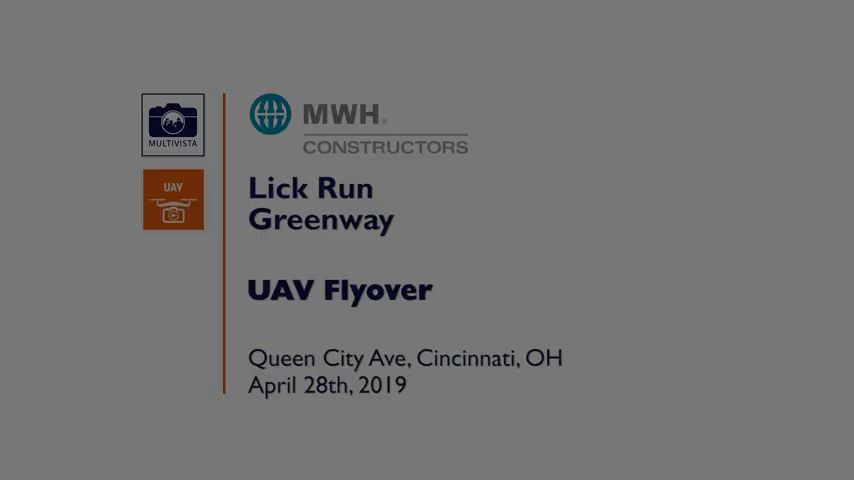 MULTIVISTA
UAV
MWH®
CONSTRUCTORS
Lick Run
Greenway
UAV Flyover
Queen City Ave, Cincinnati, OH
April 28th, 2019